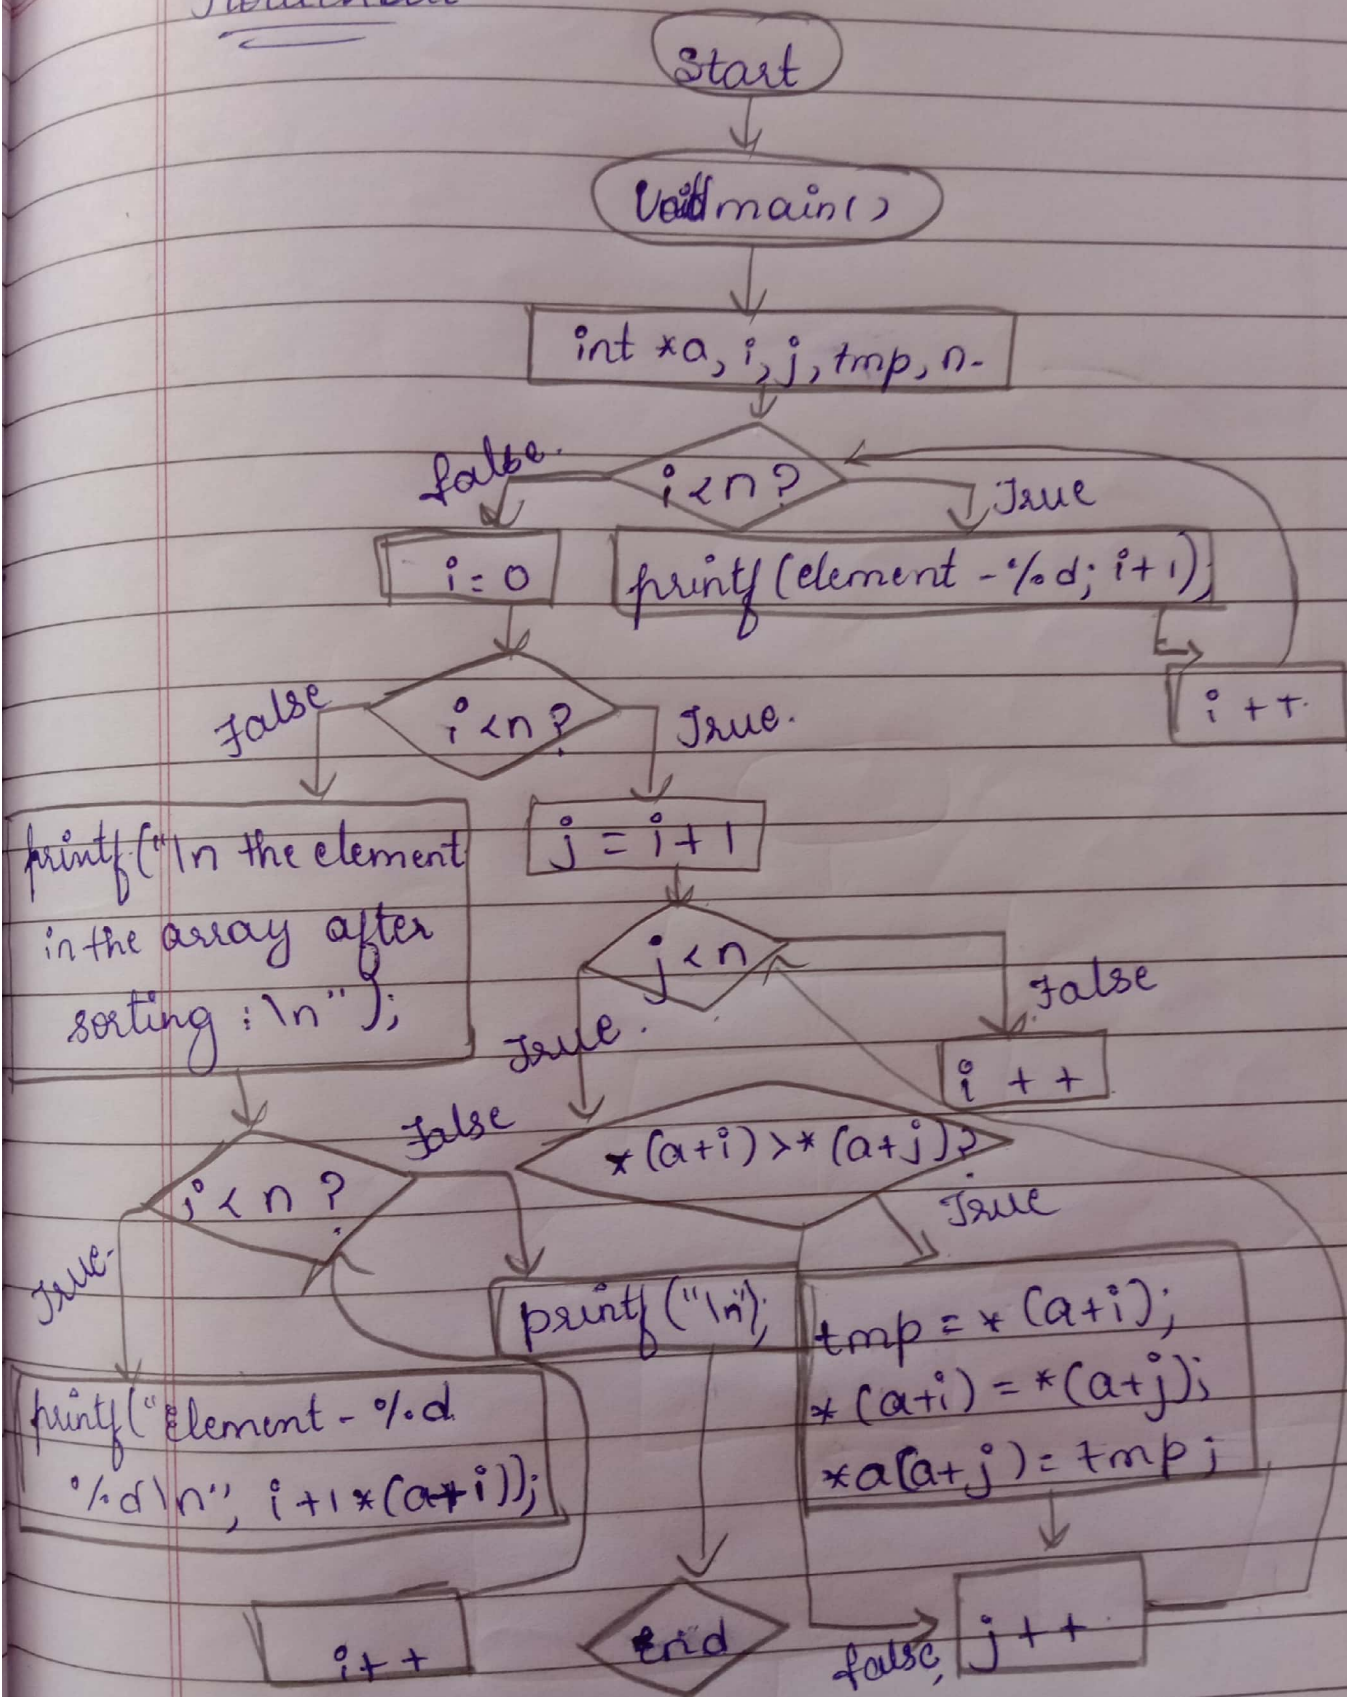 Start
Void main()
int *a, i, j, tmp, n.
false.
i<n?
True
i=0
printf(element -%d; i+1);
i ++.
False
i<n?
True.
printf("\n the element
in the array after
sorting :\n");
j = i+1
j<n
False
True.
i ++
False
*(a+i)>*(a+j)?
i<n ?
True
True.
printf("\n");
tmp = *(a+i);
*(a+i) = *(a+j);
*a(a+j) = tmp;
printf("Element - %d
%d\n", i+1*(a+i));
i++
End
false,
j ++